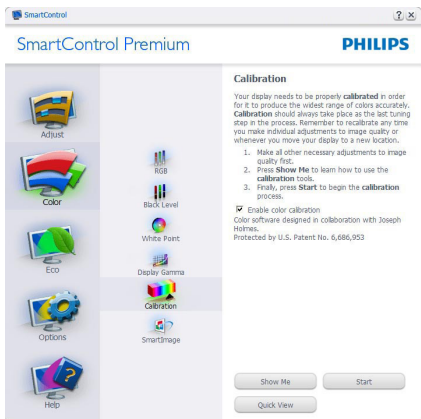 SmartControl
? ×
SmartControl Premium
PHILIPS
Adjust
Color
Eco
Options
Help
RGB
Black Level
White Point
Display Gamma
Calibration
SmartImage
Calibration
Your display needs to be properly calibrated in order
for it to produce the widest range of colors accurately.
Calibration should always take place as the last tuning
step in the process. Remember to recalibrate any time
you make individual adjustments to image quality or
whenever you move your display to a new location.
1. Make all other necessary adjustments to image
quality first.
2. Press Show Me to learn how to use the
calibration tools.
3. Finally, press Start to begin the calibration
process.
Enable color calibration
Color software designed in collaboration with Joseph
Holmes.
Protected by U.S. Patent No. 6,686,953
Show Me
Start
Quick View